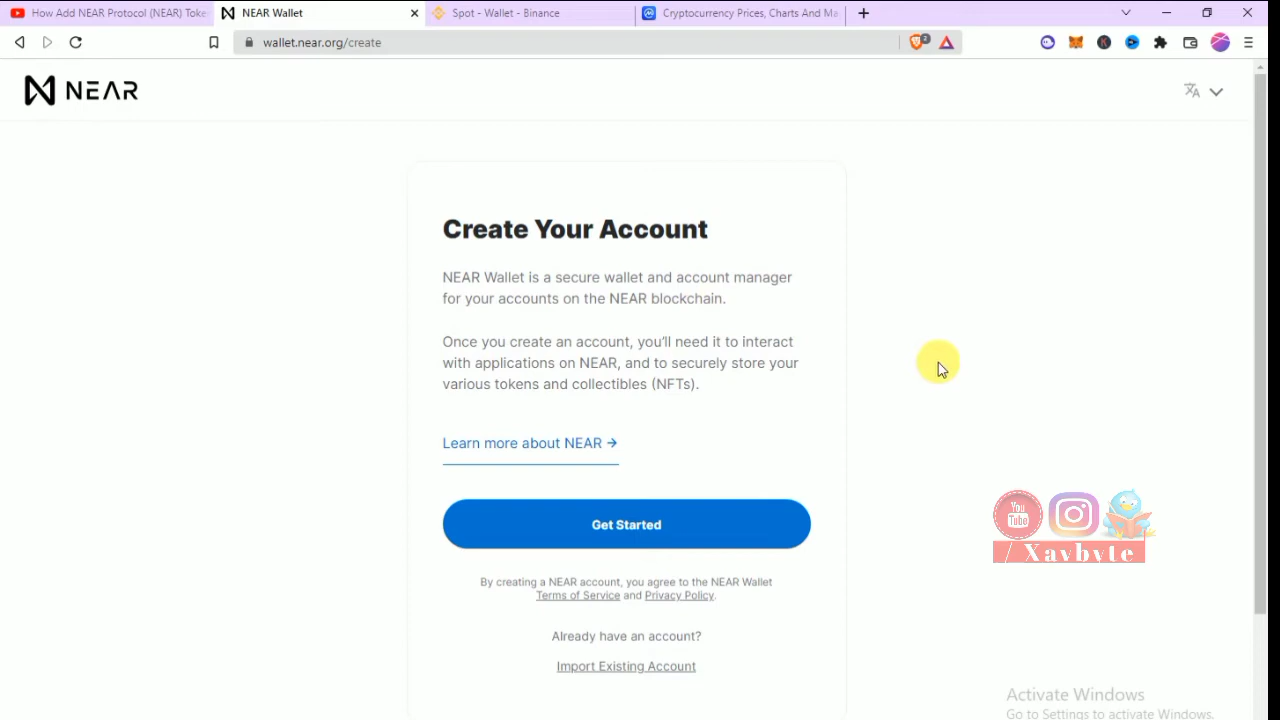 How Add NEAR Protocol (NEAR) Toke
NEAR Wallet
Spot - Wallet - Binance
Cryptocurrency Prices, Charts And Ma
wallet.near.org/create
2
NEAR
Create Your Account
NEAR Wallet is a secure wallet and account manager
for your accounts on the NEAR blockchain.
Once you create an account, you'll need it to interact
with applications on NEAR, and to securely store your
various tokens and collectibles (NFTs).
Learn more about NEAR →
Get Started
By creating a NEAR account, you agree to the NEAR Wallet
Terms of Service and Privacy Policy.
Already have an account?
Import Existing Account
You
Tube
/ Xavbyte
Activate Windows
Go to Settings to activate Windows.